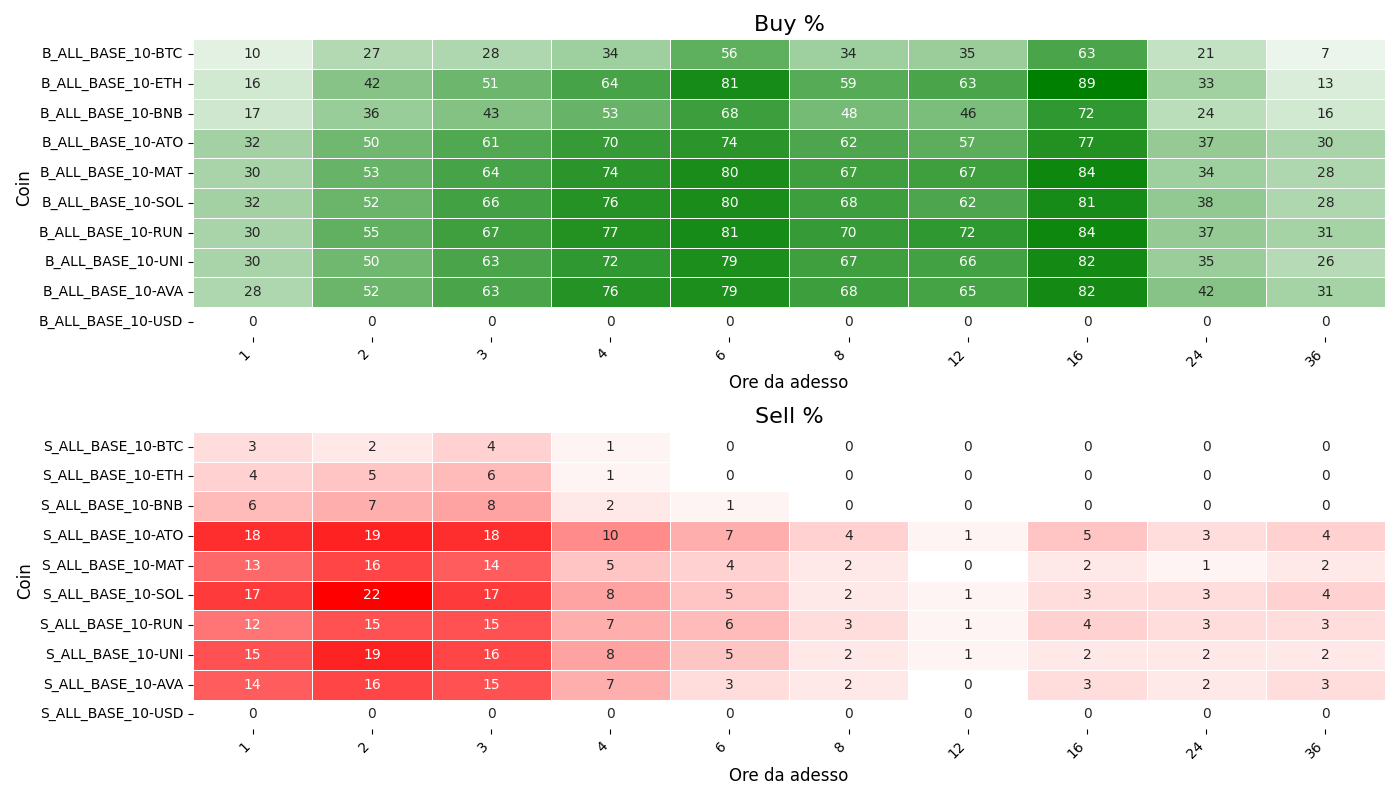 Buy %
B_ALL_BASE_10-BTC 10 27 28 34 56 34 35 63 21 7
B_ALL_BASE_10-ETH 16 42 51 64 81 59 63 89 33 13
B_ALL_BASE_10-BNB 17 36 43 53 68 48 46 72 24 16
B_ALL_BASE_10-ATO 32 50 61 70 74 62 57 77 37 30
B_ALL_BASE_10-MAT 30 53 64 74 80 67 67 84 34 28
B_ALL_BASE_10-SOL 32 52 66 76 80 68 62 81 38 28
B_ALL_BASE_10-RUN 30 55 67 77 81 70 72 84 37 31
B_ALL_BASE_10-UNI 30 50 63 72 79 67 66 82 35 26
B_ALL_BASE_10-AVA 28 52 63 76 79 68 65 82 42 31
B_ALL_BASE_10-USD 0 0 0 0 0 0 0 0 0 0
Coin
1 2 3 4 6 8 12 16 24 36
Ore da adesso
Sell %
S_ALL_BASE_10-BTC 3 2 4 1 0 0 0 0 0 0
S_ALL_BASE_10-ETH 4 5 6 1 0 0 0 0 0 0
S_ALL_BASE_10-BNB 6 7 8 2 1 0 0 0 0 0
S_ALL_BASE_10-ATO 18 19 18 10 7 4 1 5 3 4
S_ALL_BASE_10-MAT 13 16 14 5 4 2 0 2 1 2
S_ALL_BASE_10-SOL 17 22 17 8 5 2 1 3 3 4
S_ALL_BASE_10-RUN 12 15 15 7 6 3 1 4 3 3
S_ALL_BASE_10-UNI 15 19 16 8 5 2 1 2 2 2
S_ALL_BASE_10-AVA 14 16 15 7 3 2 0 3 2 3
S_ALL_BASE_10-USD 0 0 0 0 0 0 0 0 0 0
Coin
1 2 3 4 6 8 12 16 24 36
Ore da adesso